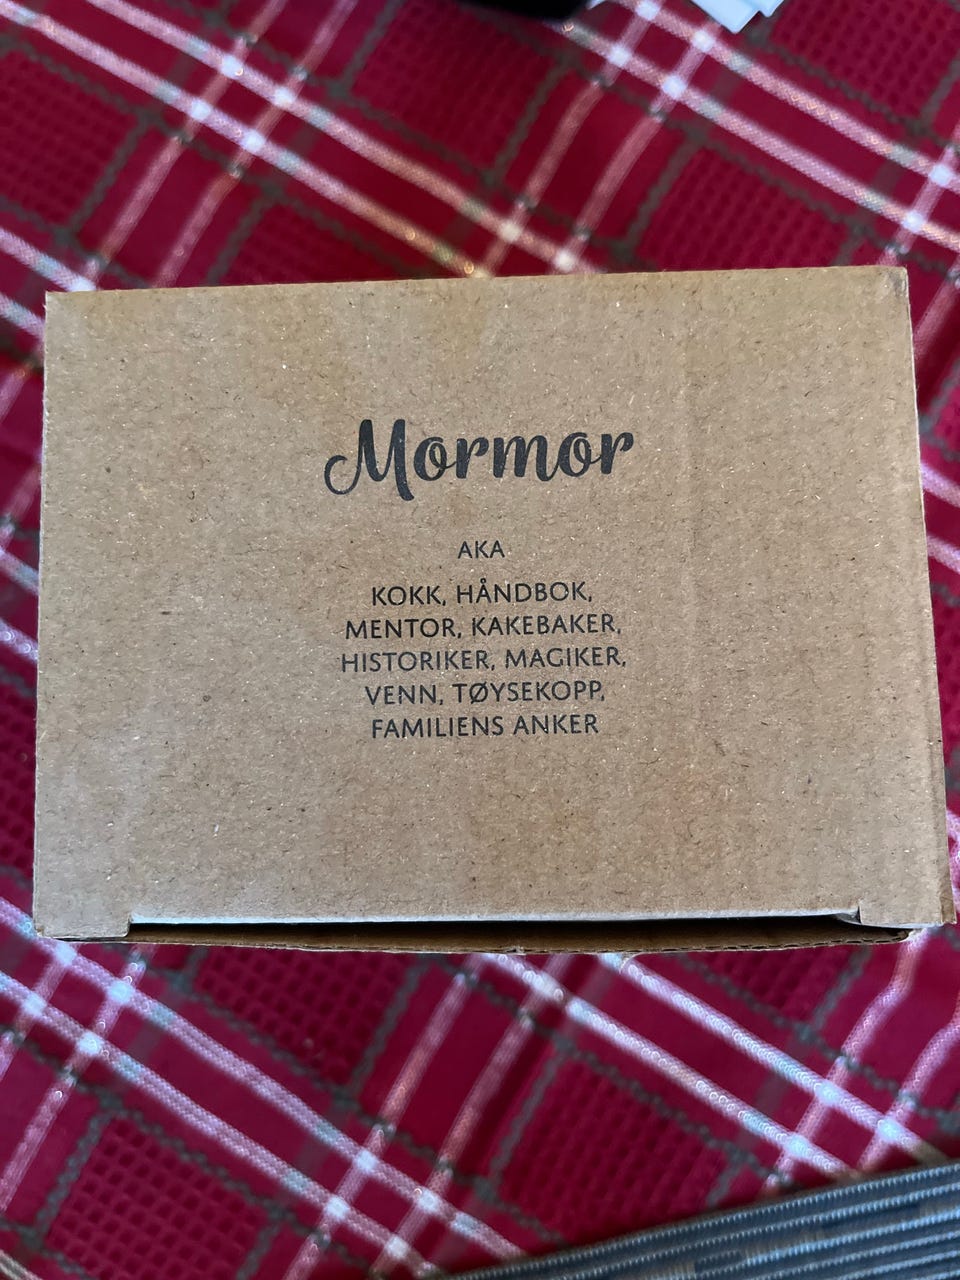 Mormor
AKA
KOKK, HÅNDBOK,
MENTOR, KAKEBAKER,
HISTORIKER, MAGIKER,
VENN, TØYSEKOPP,
FAMILIENS ANKER